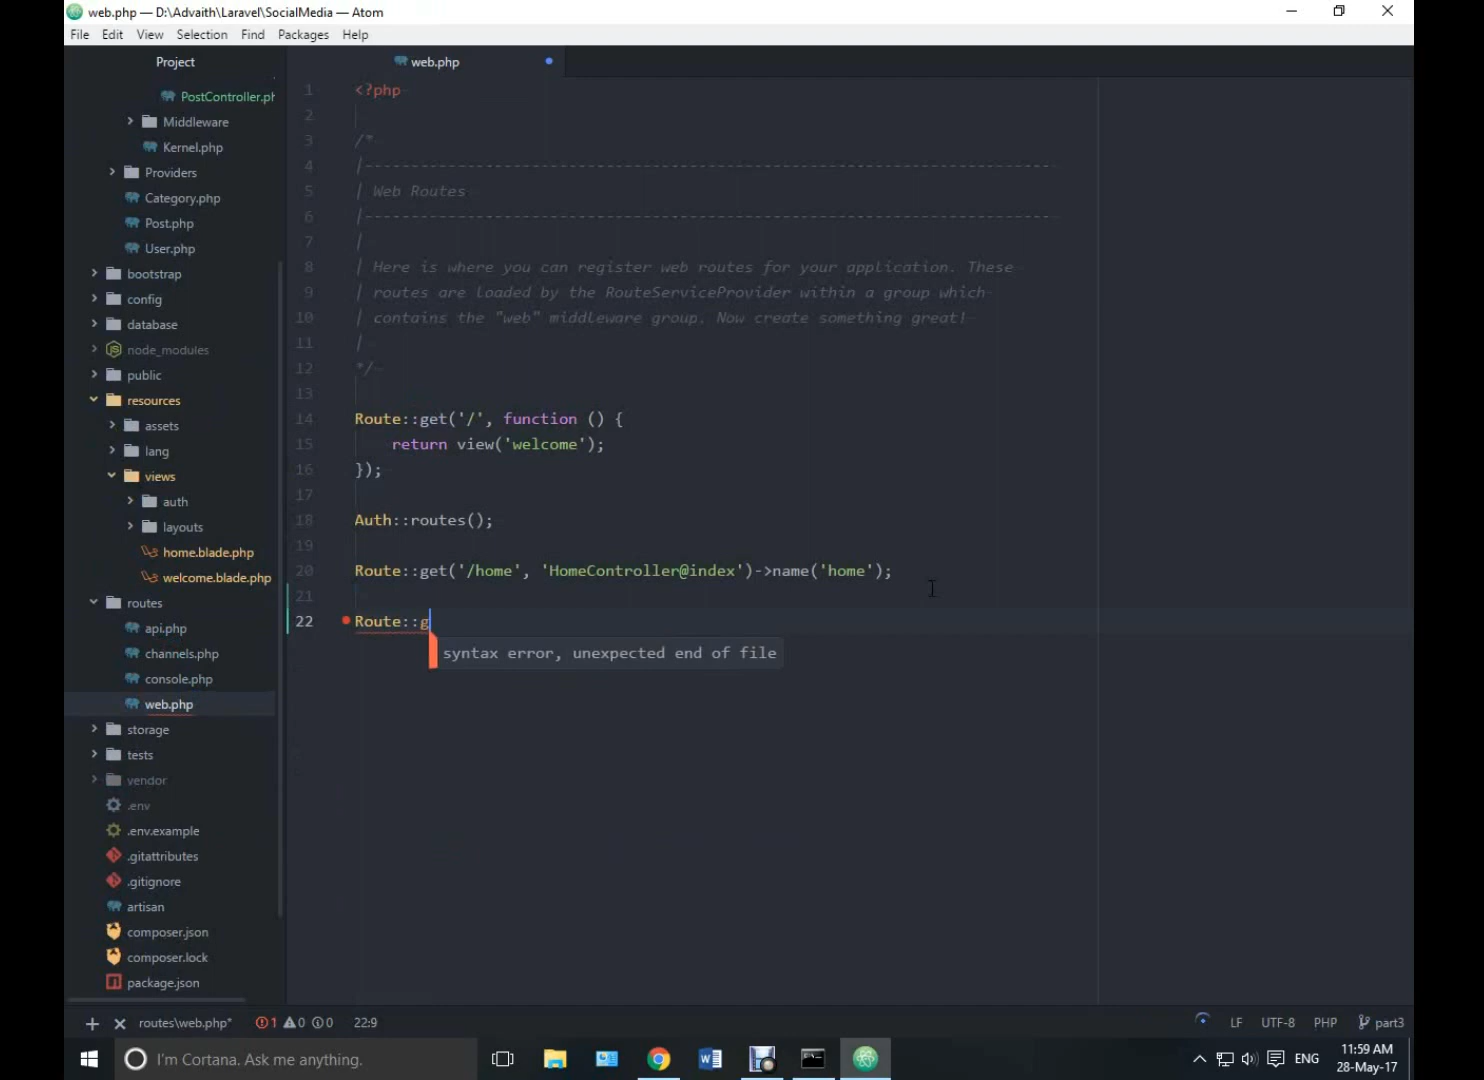 web.php — D:\Advaith\Laravel\SocialMedia — Atom
File Edit View Selection Find Packages Help
Project
PostController.ph
Middleware
Kernel.php
Providers
Category.php
Post.php
User.php
bootstrap
config
database
node_modules
public
resources
assets
lang
views
auth
layouts
home.blade.php
welcome.blade.php
routes
api.php
channels.php
console.php
web.php
storage
tests
vendor
.env
.env.example
.gitattributes
.gitignore
artisan
composer.json
composer.lock
package.json
web.php
1 <?php
2
3 /*
4 |--------------------------------------------------------------------------
5 | Web Routes
6 |--------------------------------------------------------------------------
7 |
8 | Here is where you can register web routes for your application. These
9 | routes are loaded by the RouteServiceProvider within a group which
10 | contains the "web" middleware group. Now create something great!
11 |
12 */
13
14 Route::get('/', function () {
15 return view('welcome');
16 });
17
18 Auth::routes();
19
20 Route::get('/home', 'HomeController@index')->name('home');
21
22 Route::g
syntax error, unexpected end of file
routes\web.php* 1 0 0 22:9 LF UTF-8 PHP part3
I'm Cortana. Ask me anything.
ENG
11:59 AM
28-May-17